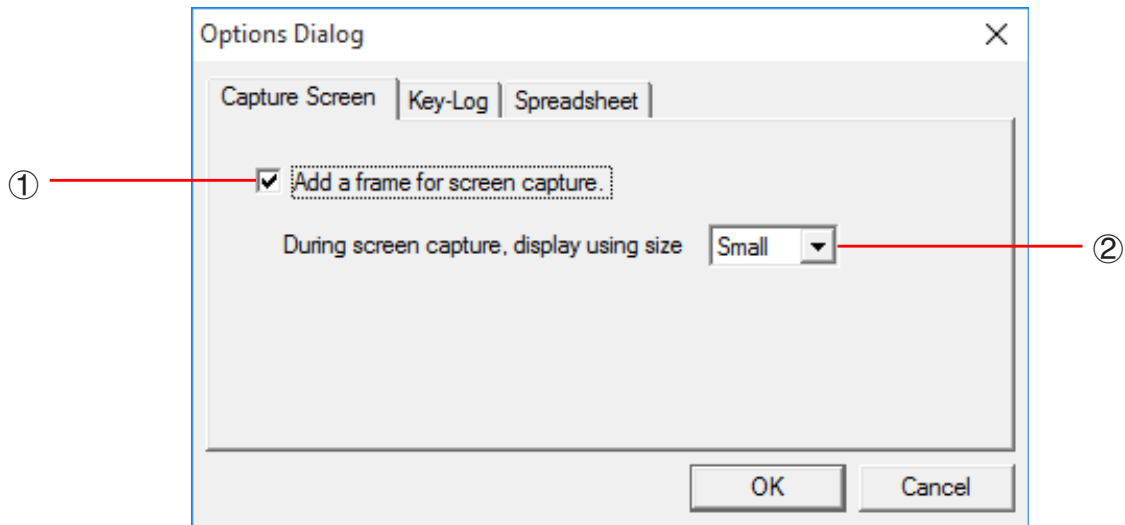 Options Dialog
Capture Screen Key-Log Spreadsheet
① Add a frame for screen capture.
During screen capture, display using size Small ②
OK Cancel